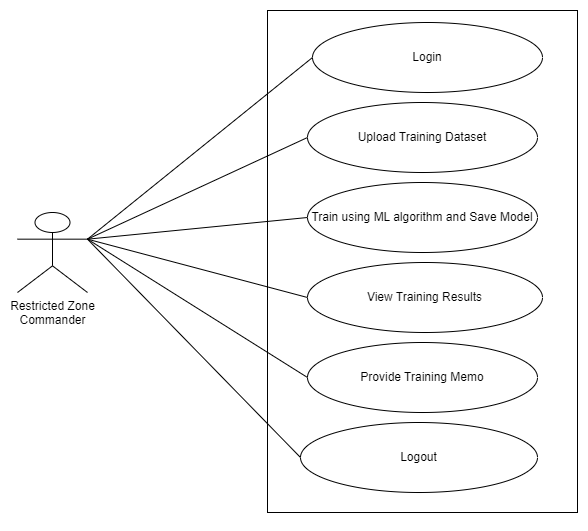 Login
Upload Training Dataset
Train using ML algorithm and Save Model
View Training Results
Restricted Zone
Commander
Provide Training Memo
Logout